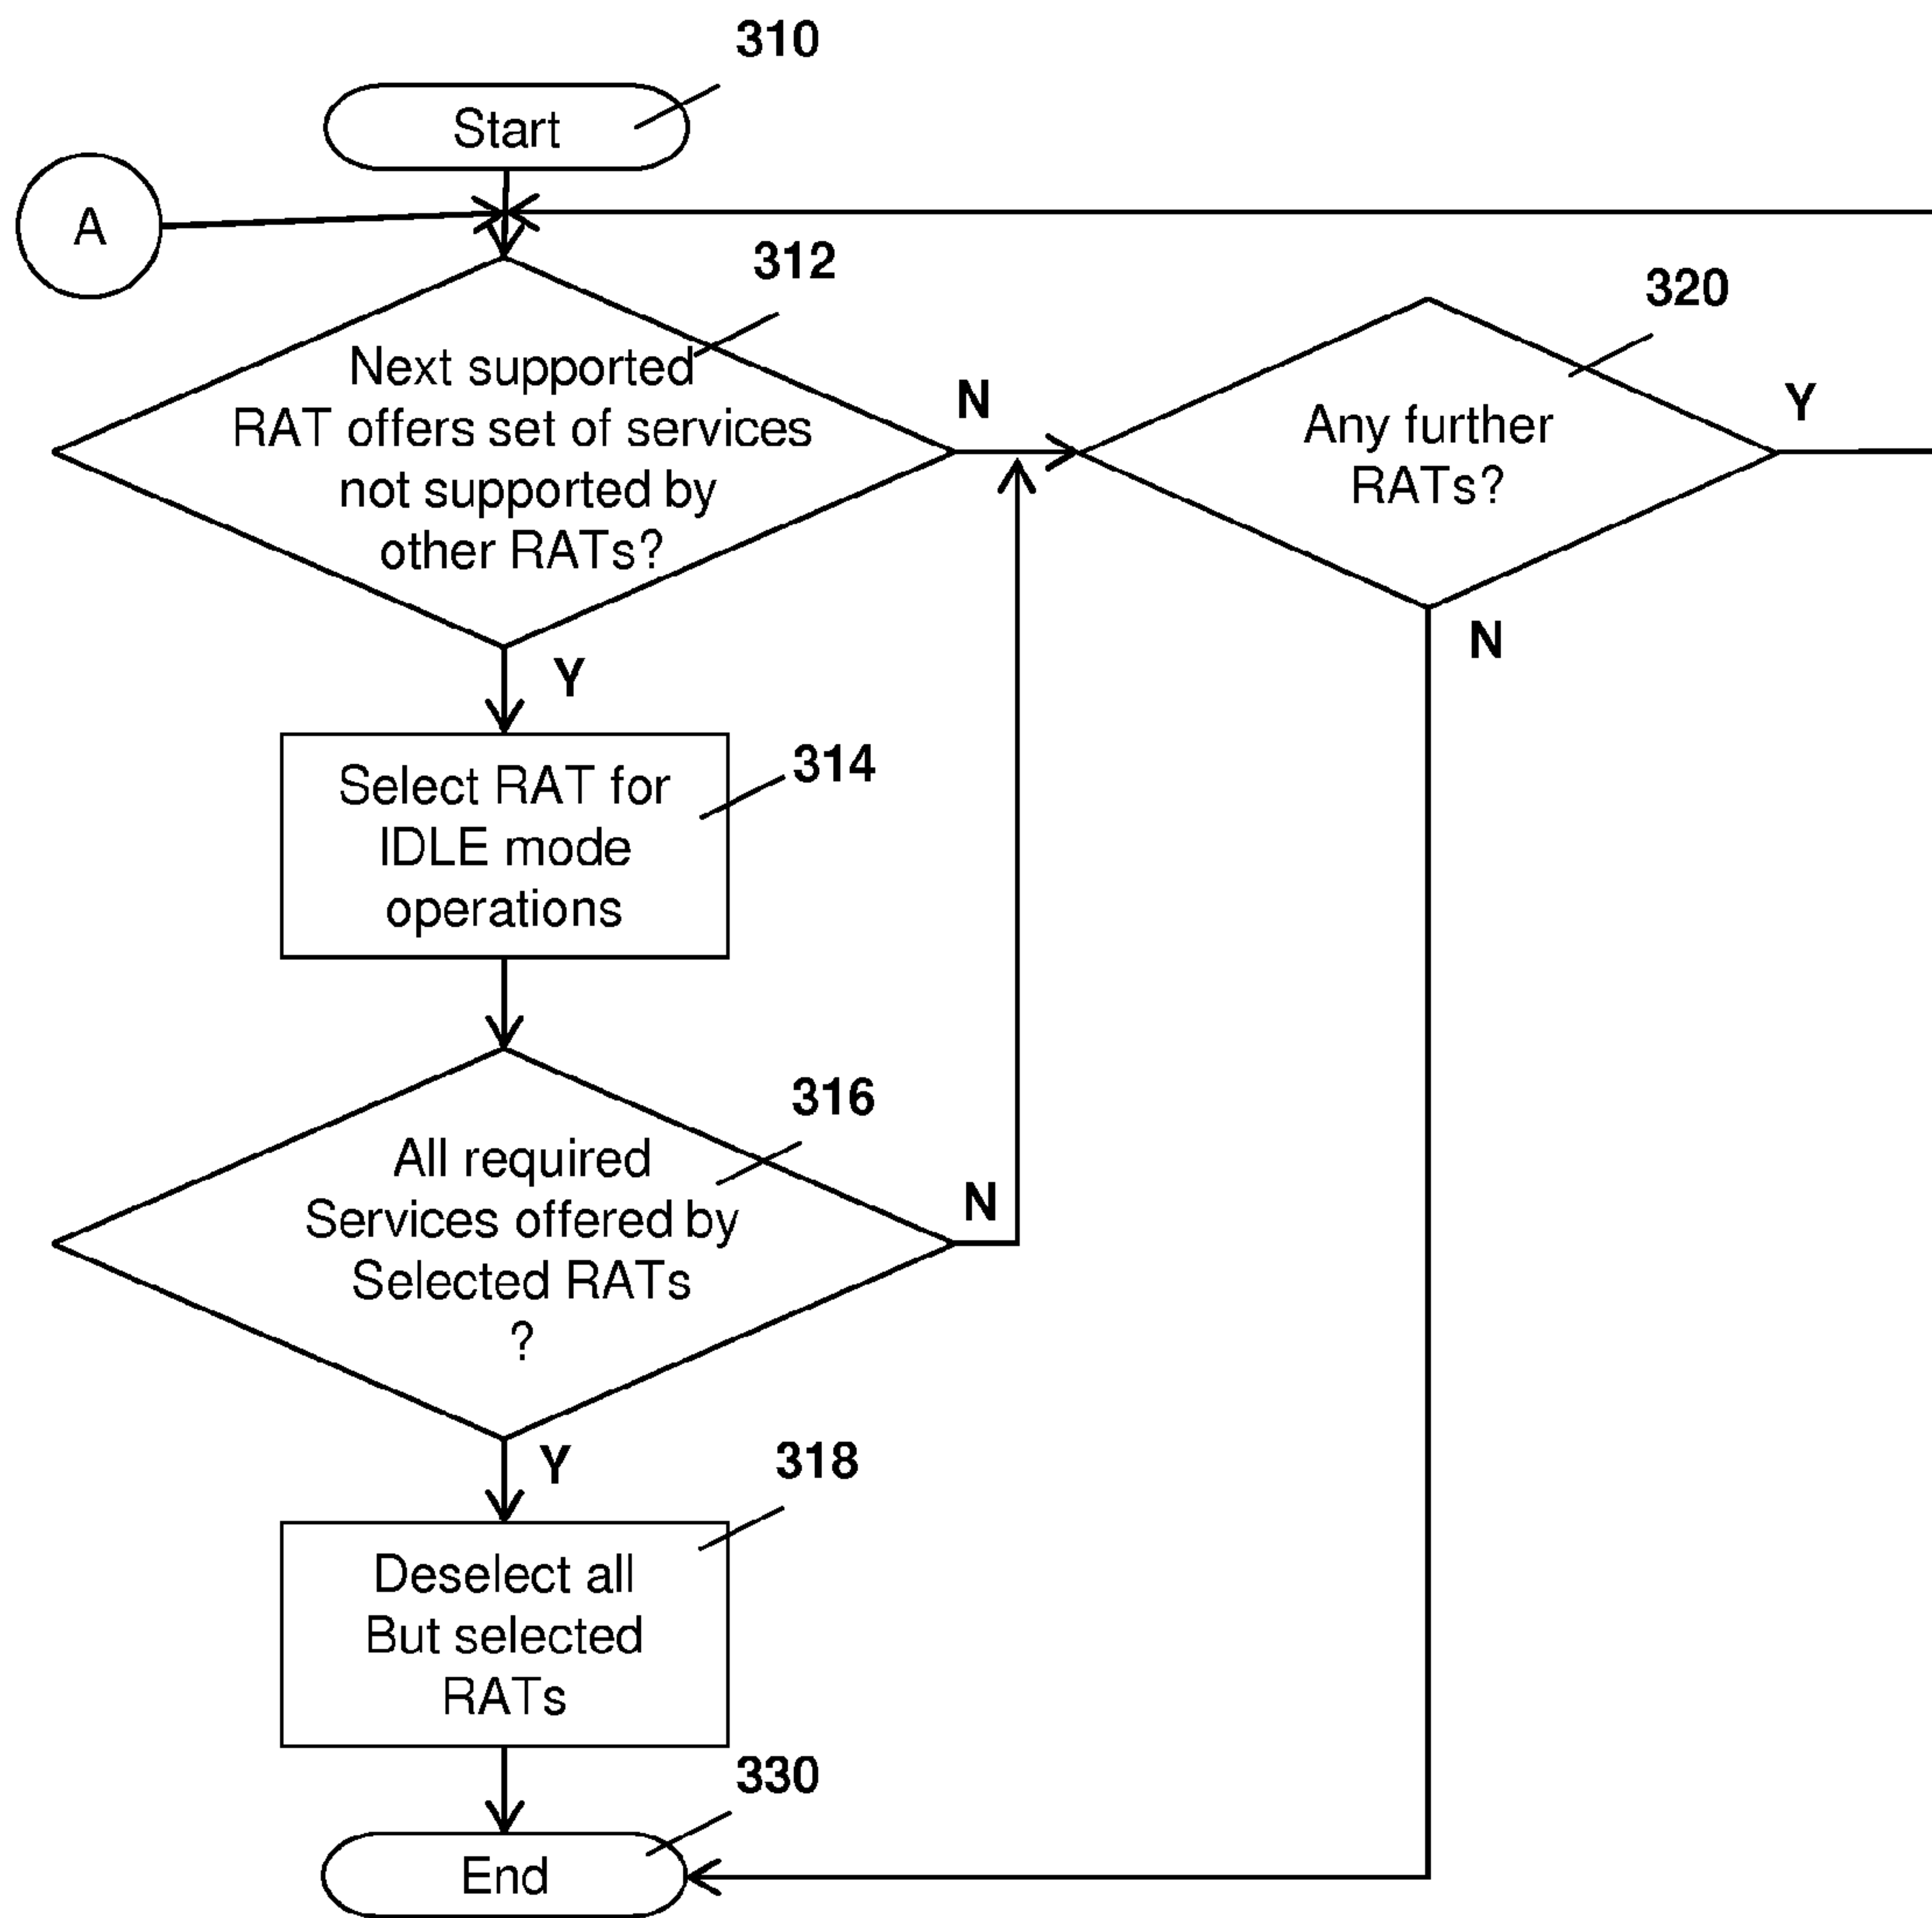 310
Start
A
312
Next supported
RAT offers set of services
not supported by
other RATs?
N
320
Any further
RATs?
Y
N
Y
314
Select RAT for
IDLE mode
operations
316
All required
Services offered by
Selected RATs
?
N
Y
318
Deselect all
But selected
RATs
330
End